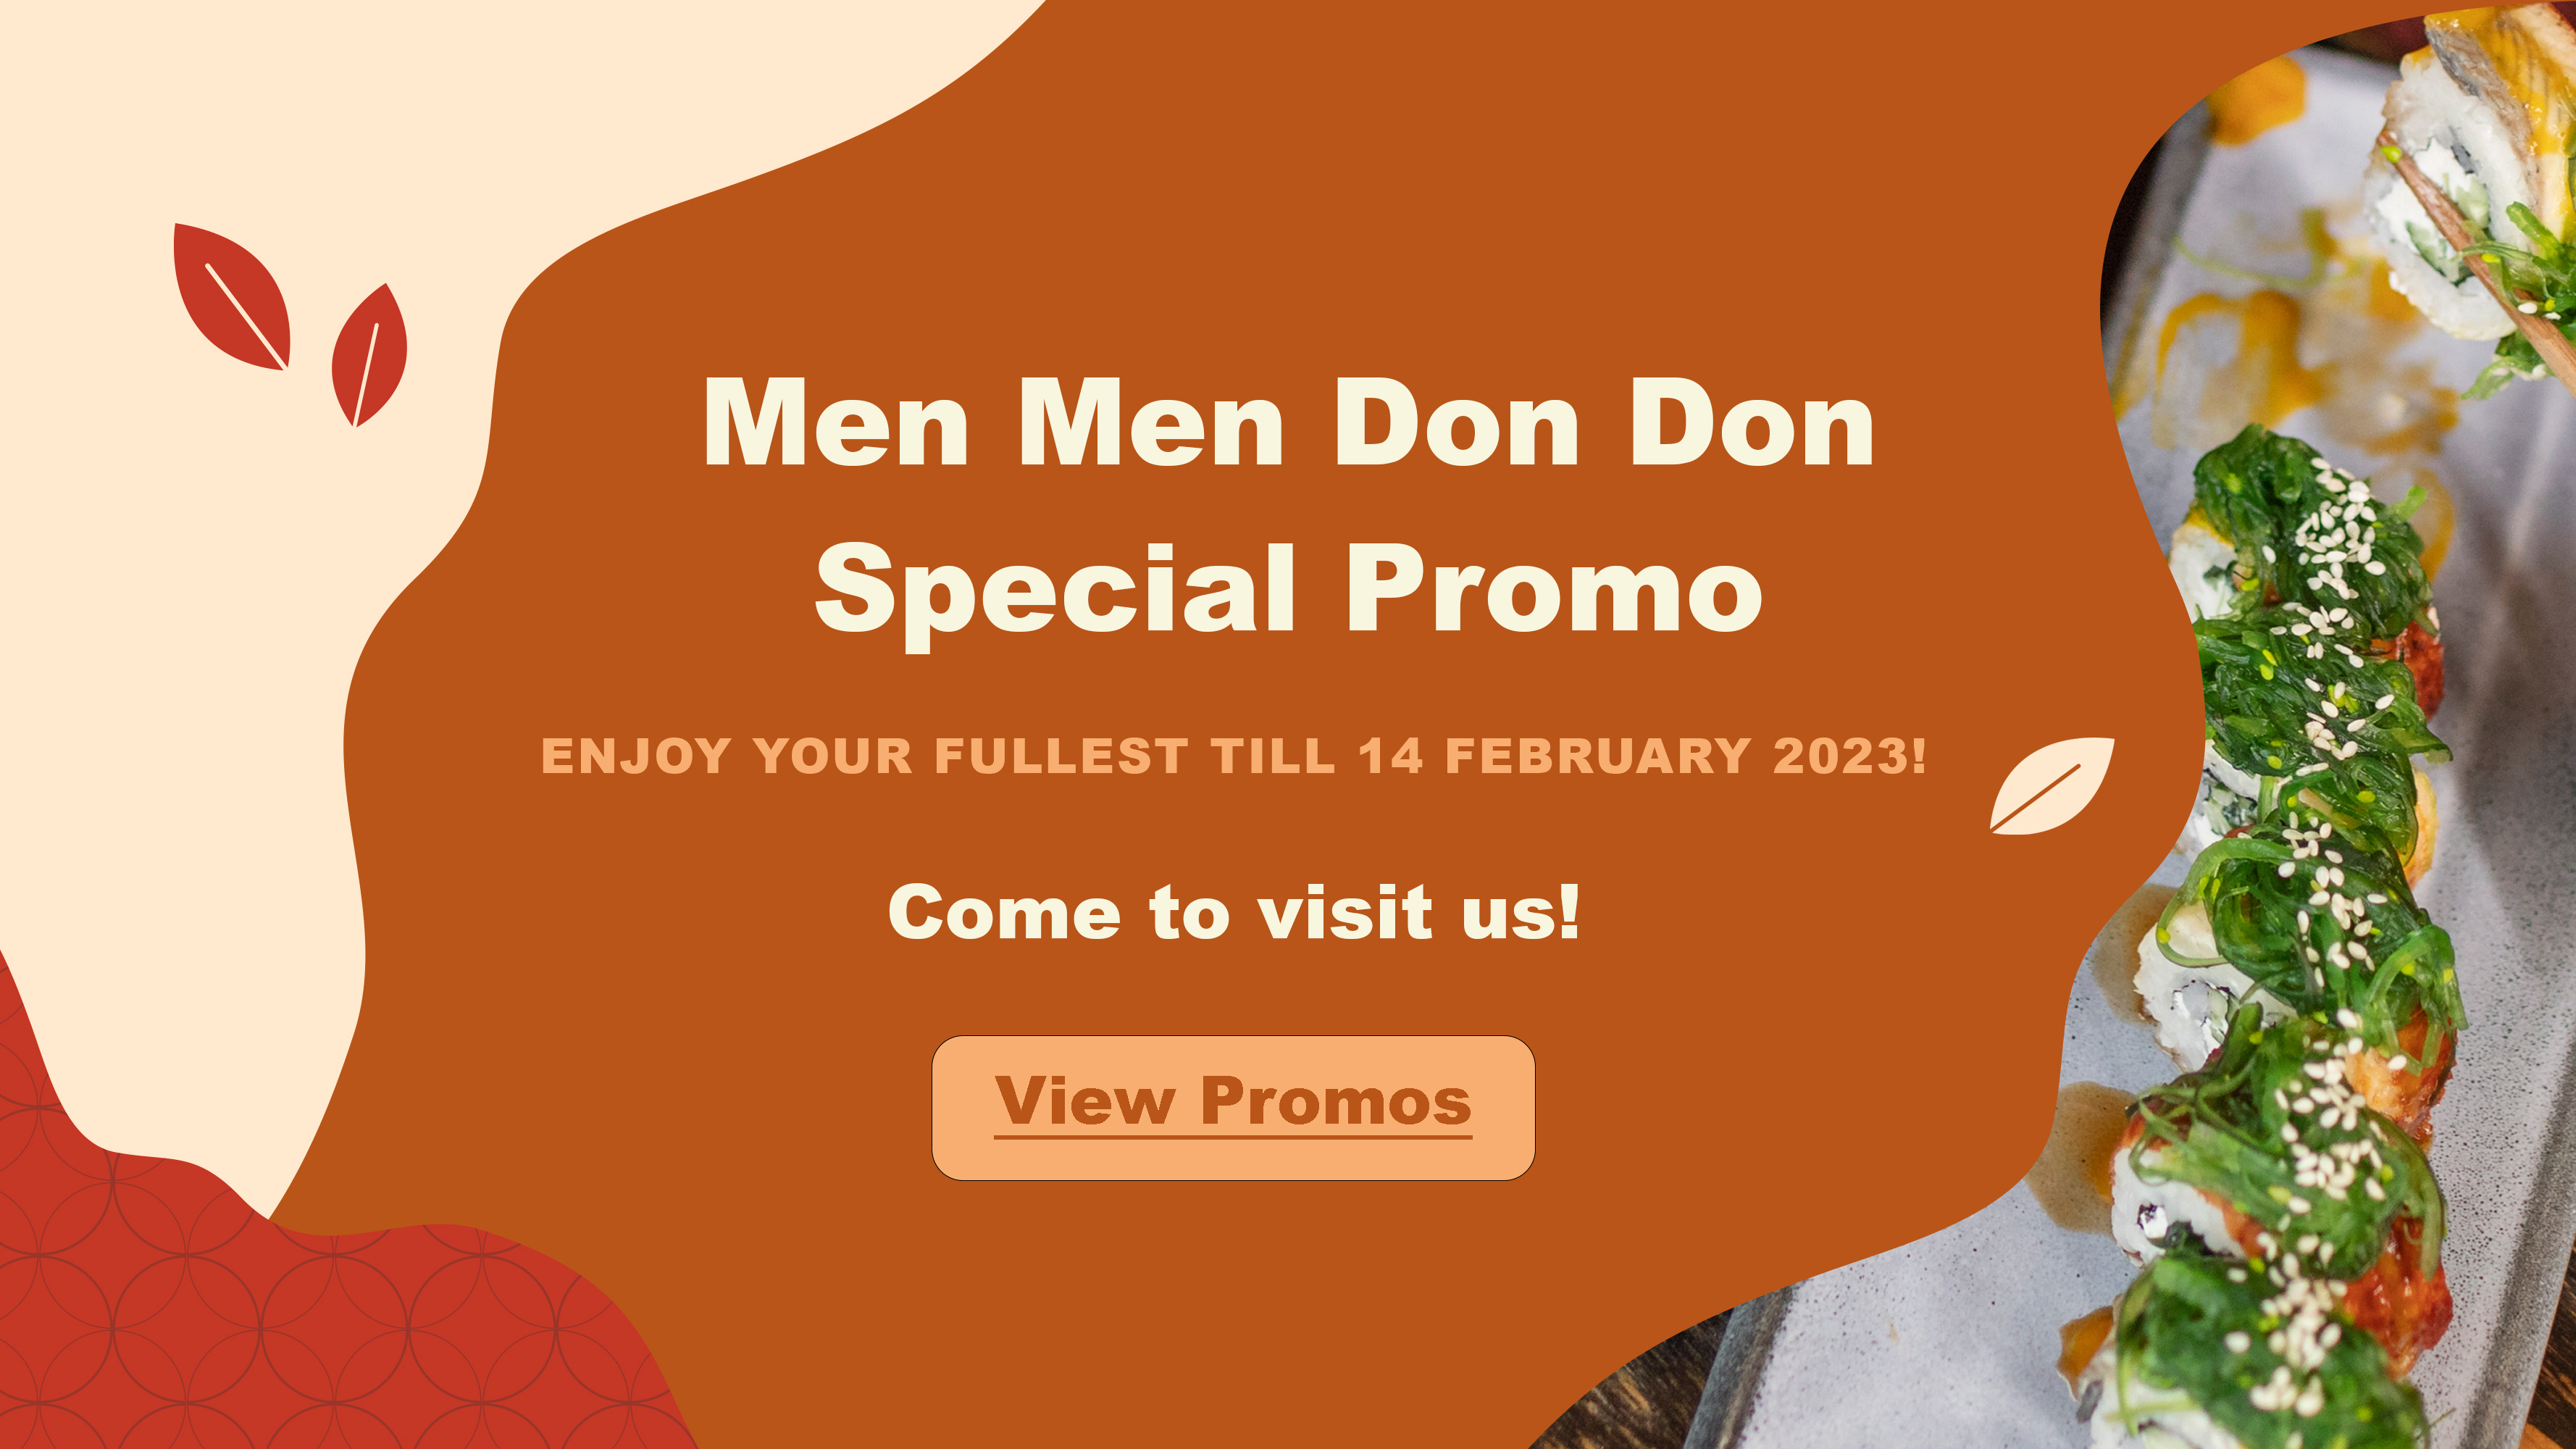 Men Men Don Don
Special Promo
ENJOY YOUR FULLEST TILL 14 FEBRUARY 2023!
Come to visit us!
View Promos